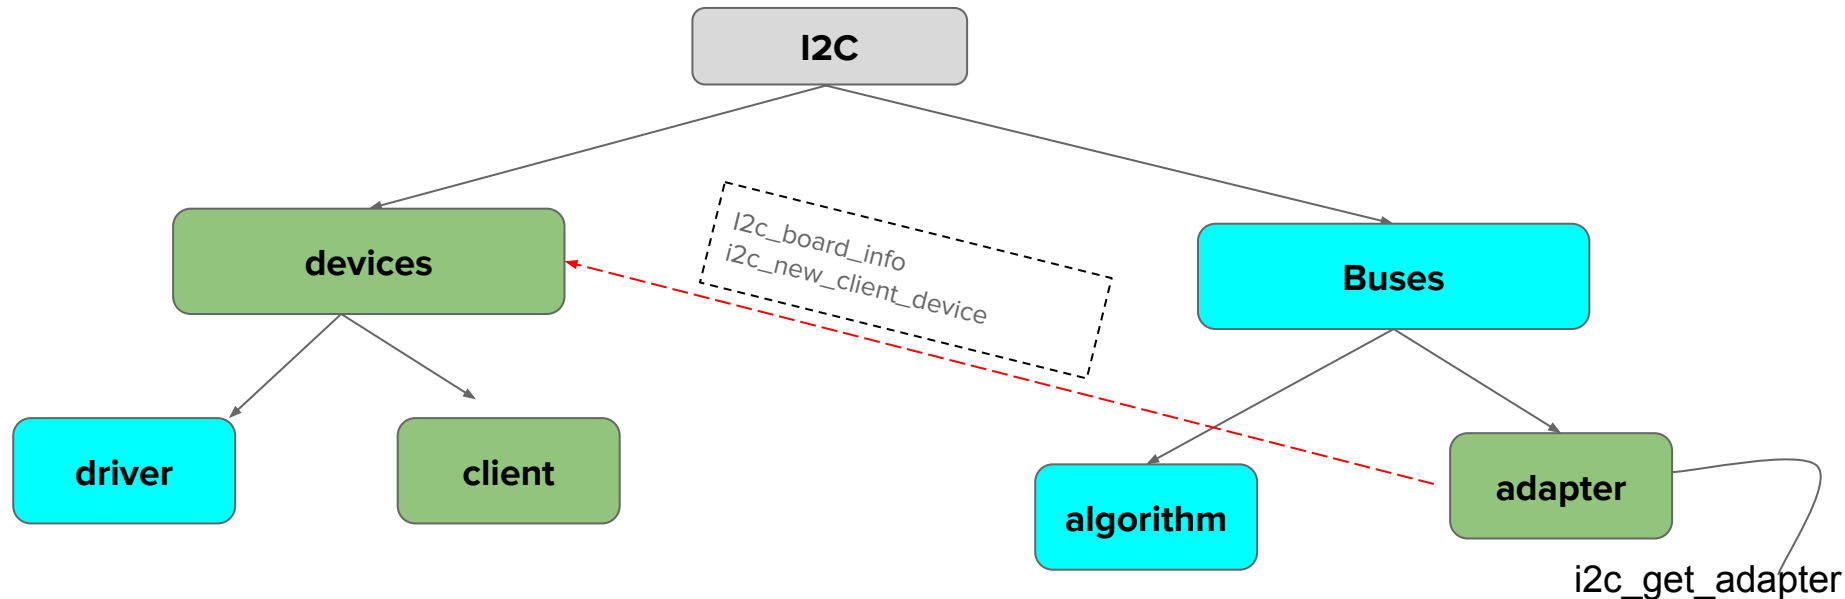 I2C
I2c_board_info
i2c_new_client_device
devices
Buses
driver
client
algorithm
adapter
i2c_get_adapter